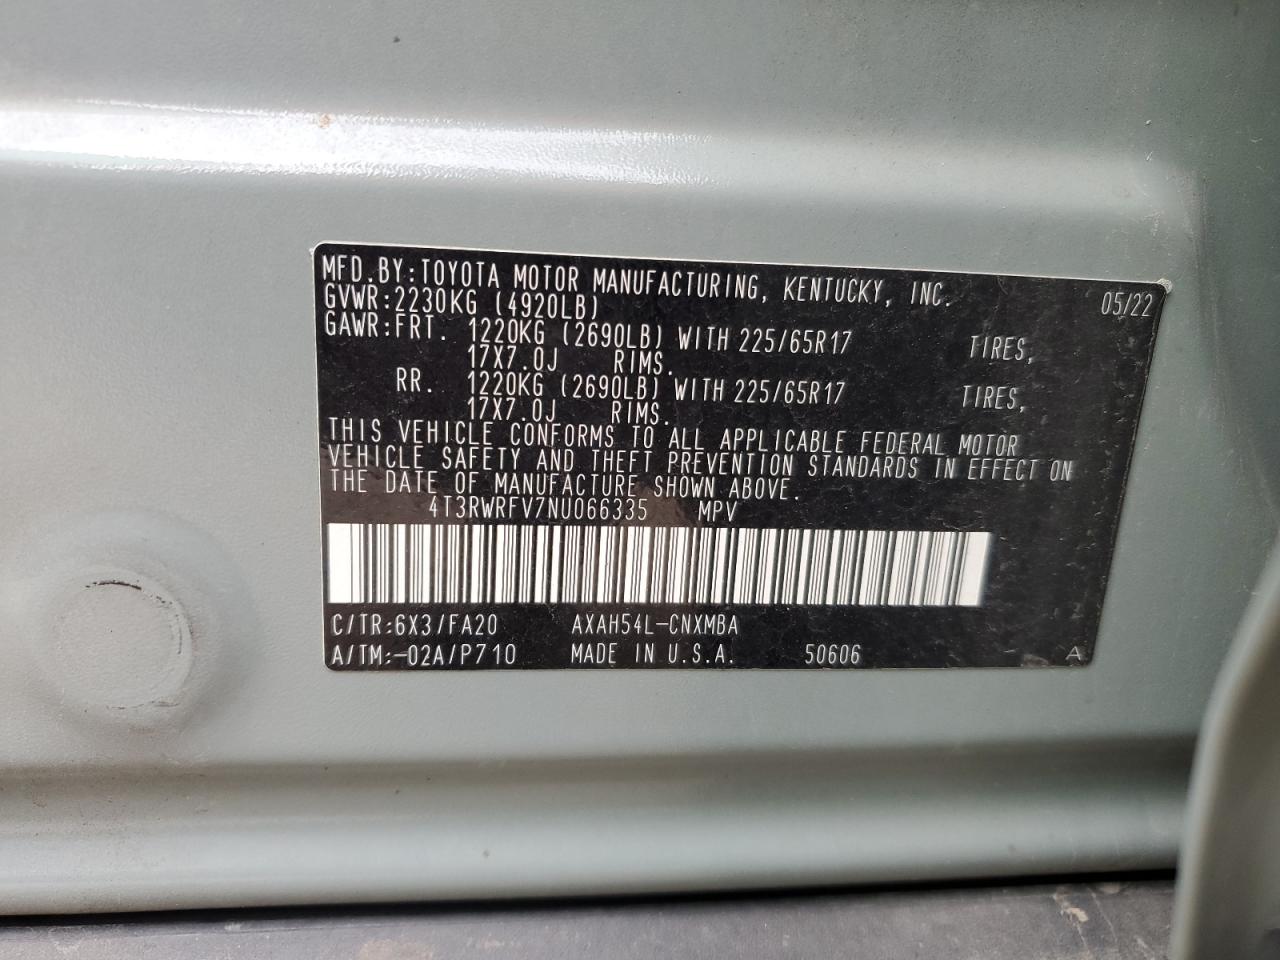 MFD.BY:TOYOTA MOTOR MANUFACTURING, KENTUCKY, INC. 05/22
GVWR:2230KG (4920LB)
GAWR:FRT. 1220KG (2690LB) WITH 225/65R17 TIRES,
17X7.0J RIMS.
RR. 1220KG (2690LB) WITH 225/65R17 TIRES,
17X7.0J RIMS.
THIS VEHICLE CONFORMS TO ALL APPLICABLE FEDERAL MOTOR
VEHICLE SAFETY AND THEFT PREVENTION STANDARDS IN EFFECT ON
THE DATE OF MANUFACTURE SHOWN ABOVE.
4T3RWRFV7NU066335 MPV
C/TR:6X3/FA20 AXAH54L-CNXMBA
A/TM:-02A/P710 MADE IN U.S.A. 50606 A